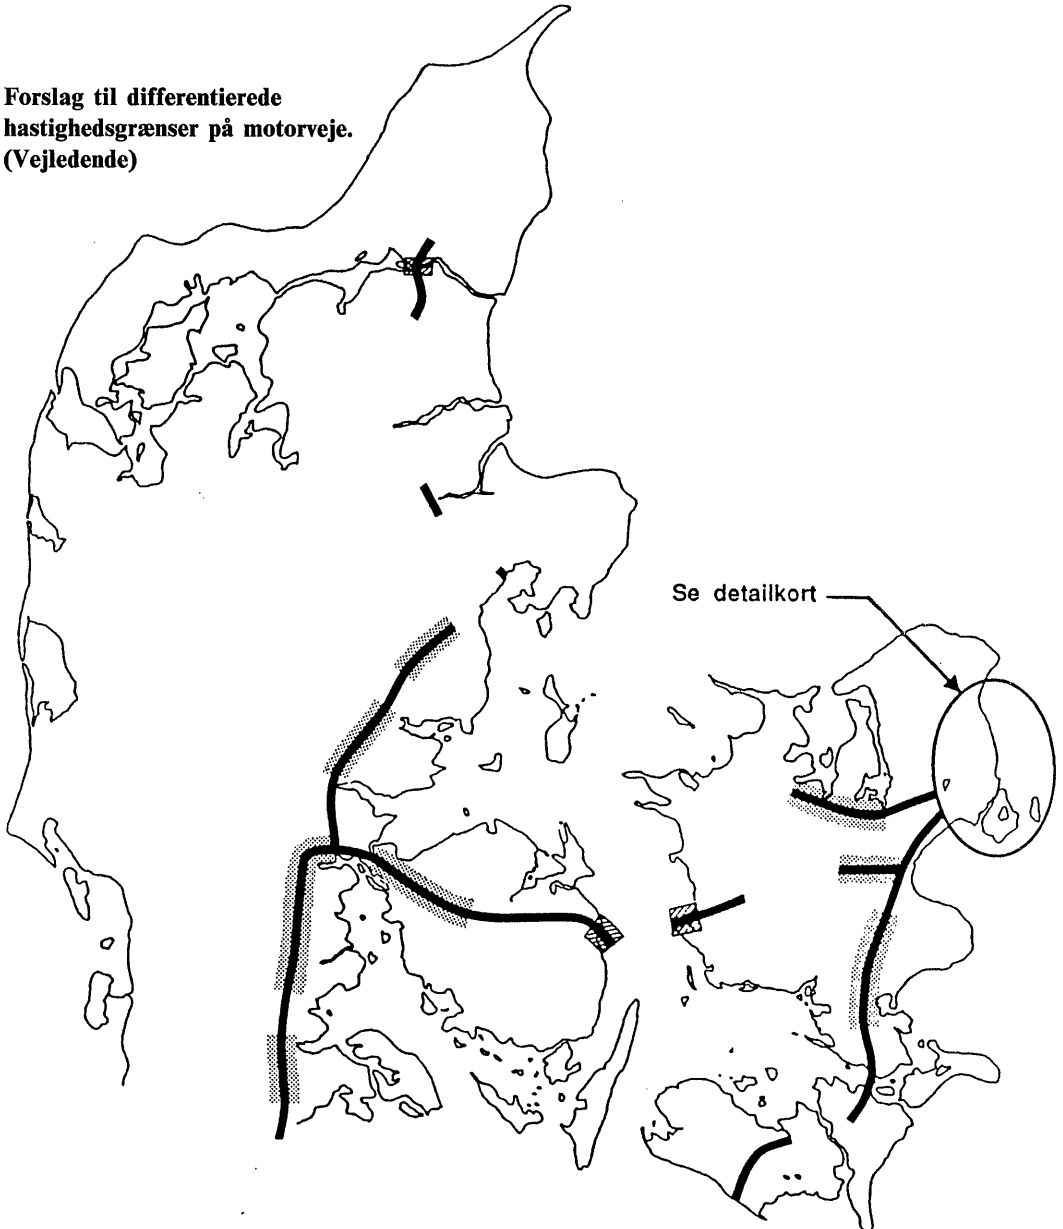 Forslag til differentierede
hastighedsgrænser på motorveje.
(Vejledende)
Se detailkort